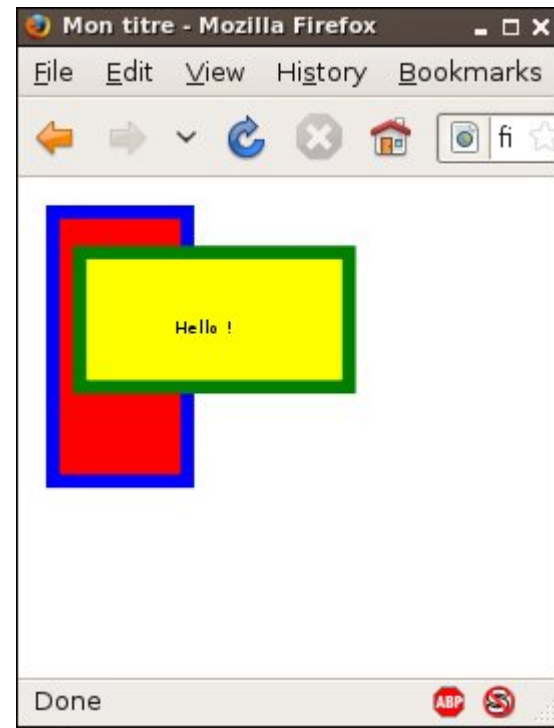 Mon titre - Mozilla Firefox
File Edit View History Bookmarks
fi
Hello !
Done
ABP